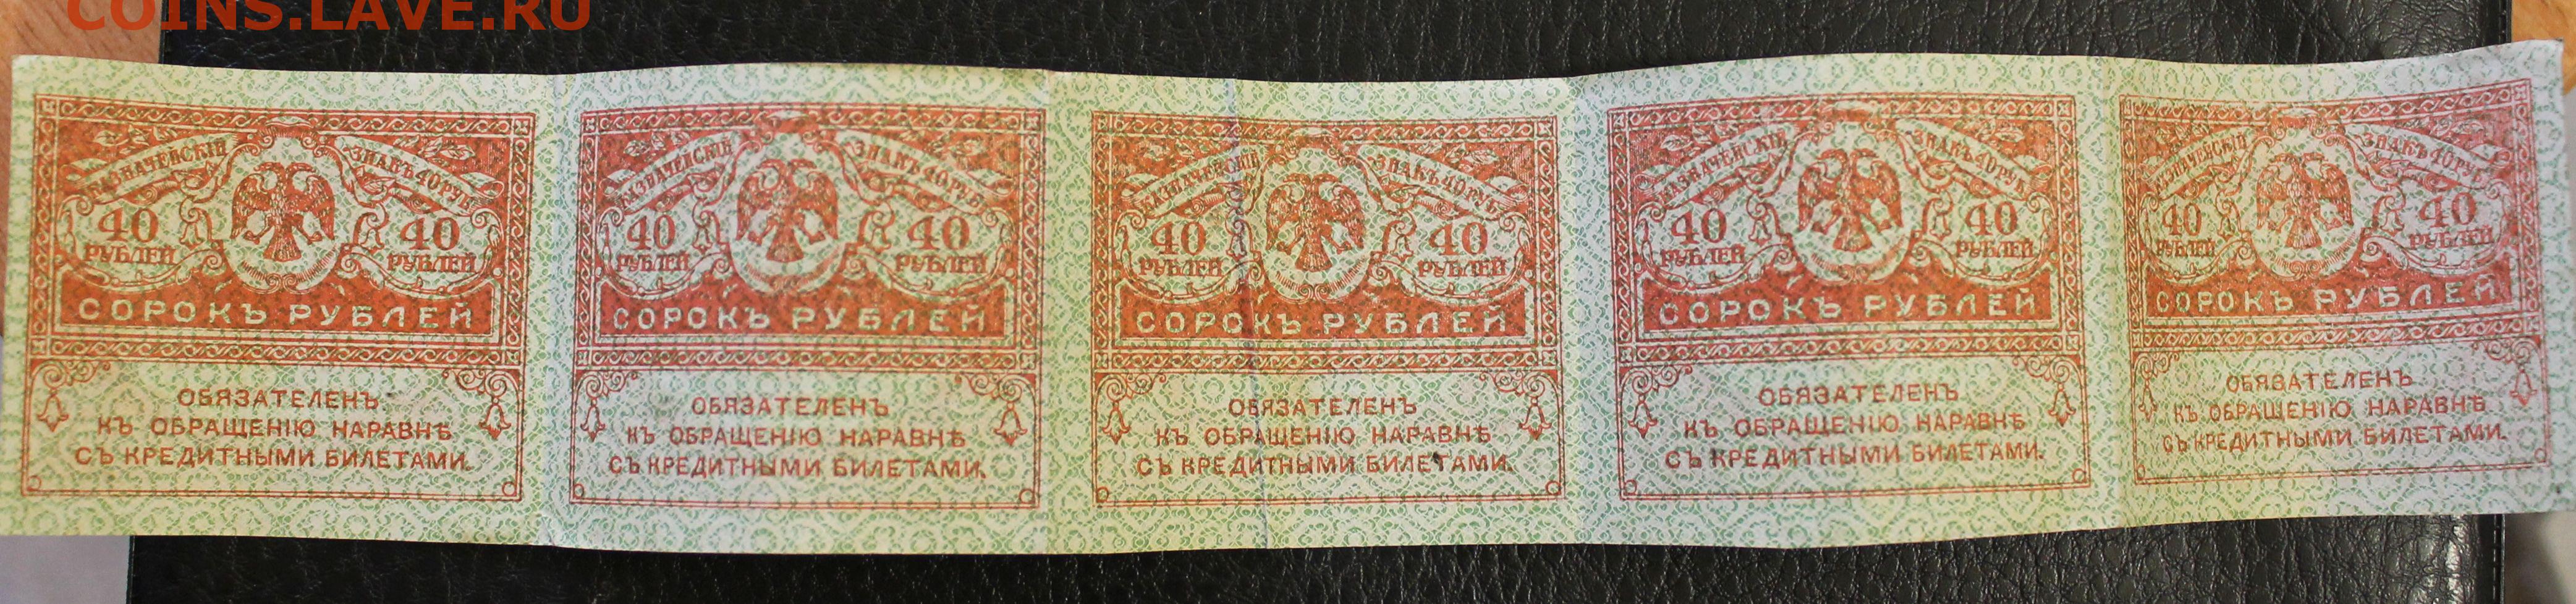 COINS.LAVE.RU
КАЗНАЧЕЙСКІЙ ЗНАКЪ 40 РУБ.
40 РУБЛЕЙ 40 РУБЛЕЙ
СОРОКЪ РУБЛЕЙ
ОБЯЗАТЕЛЕНЪ
КЪ ОБРАЩЕНІЮ НАРАВНѢ
СЪ КРЕДИТНЫМИ БИЛЕТАМИ.
КАЗНАЧЕЙСКІЙ ЗНАКЪ 40 РУБ.
40 РУБЛЕЙ 40 РУБЛЕЙ
СОРОКЪ РУБЛЕЙ
ОБЯЗАТЕЛЕНЪ
КЪ ОБРАЩЕНІЮ НАРАВНѢ
СЪ КРЕДИТНЫМИ БИЛЕТАМИ.
КАЗНАЧЕЙСКІЙ ЗНАКЪ 40 РУБ.
40 РУБЛЕЙ 40 РУБЛЕЙ
СОРОКЪ РУБЛЕЙ
ОБЯЗАТЕЛЕНЪ
КЪ ОБРАЩЕНІЮ НАРАВНѢ
СЪ КРЕДИТНЫМИ БИЛЕТАМИ.
КАЗНАЧЕЙСКІЙ ЗНАКЪ 40 РУБ.
40 РУБЛЕЙ 40 РУБЛЕЙ
СОРОКЪ РУБЛЕЙ
ОБЯЗАТЕЛЕНЪ
КЪ ОБРАЩЕНІЮ НАРАВНѢ
СЪ КРЕДИТНЫМИ БИЛЕТАМИ.
КАЗНАЧЕЙСКІЙ ЗНАКЪ 40 РУБ.
40 РУБЛЕЙ 40 РУБЛЕЙ
СОРОКЪ РУБЛЕЙ
ОБЯЗАТЕЛЕНЪ
КЪ ОБРАЩЕНІЮ НАРАВНѢ
СЪ КРЕДИТНЫМИ БИЛЕТАМИ.